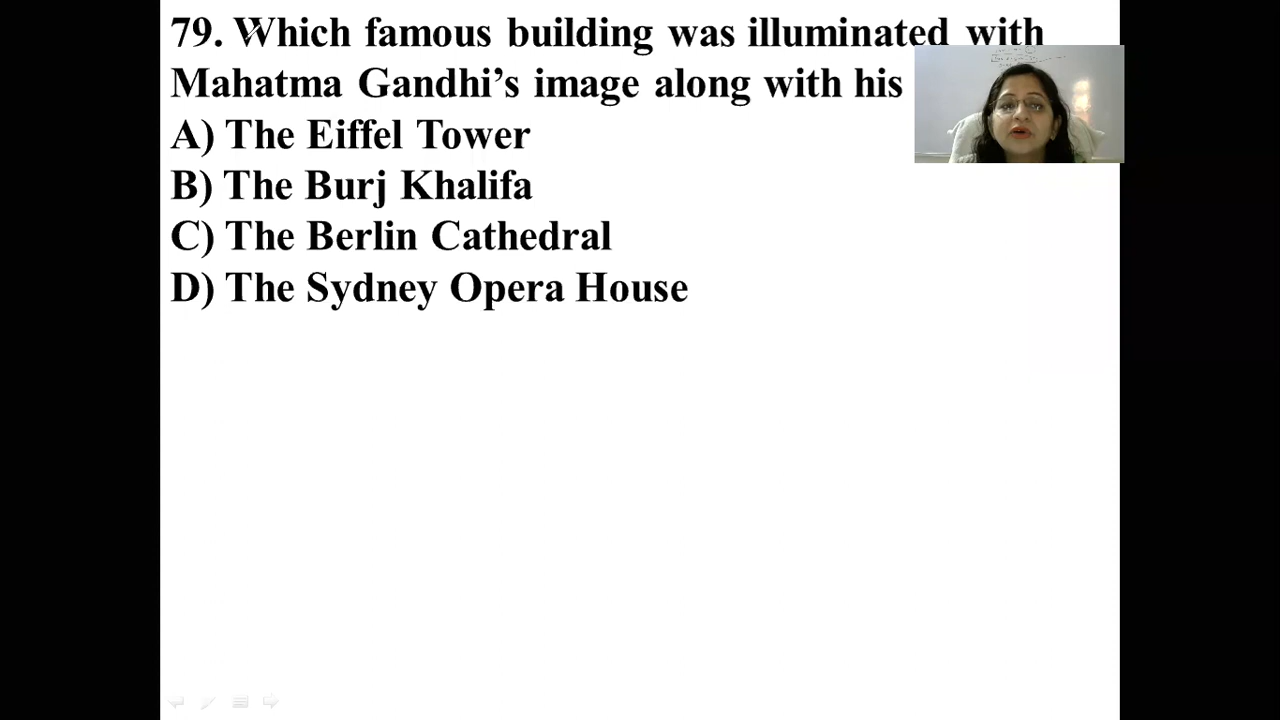 79. Which famous building was illuminated with
Mahatma Gandhi’s image along with his
A) The Eiffel Tower
B) The Burj Khalifa
C) The Berlin Cathedral
D) The Sydney Opera House